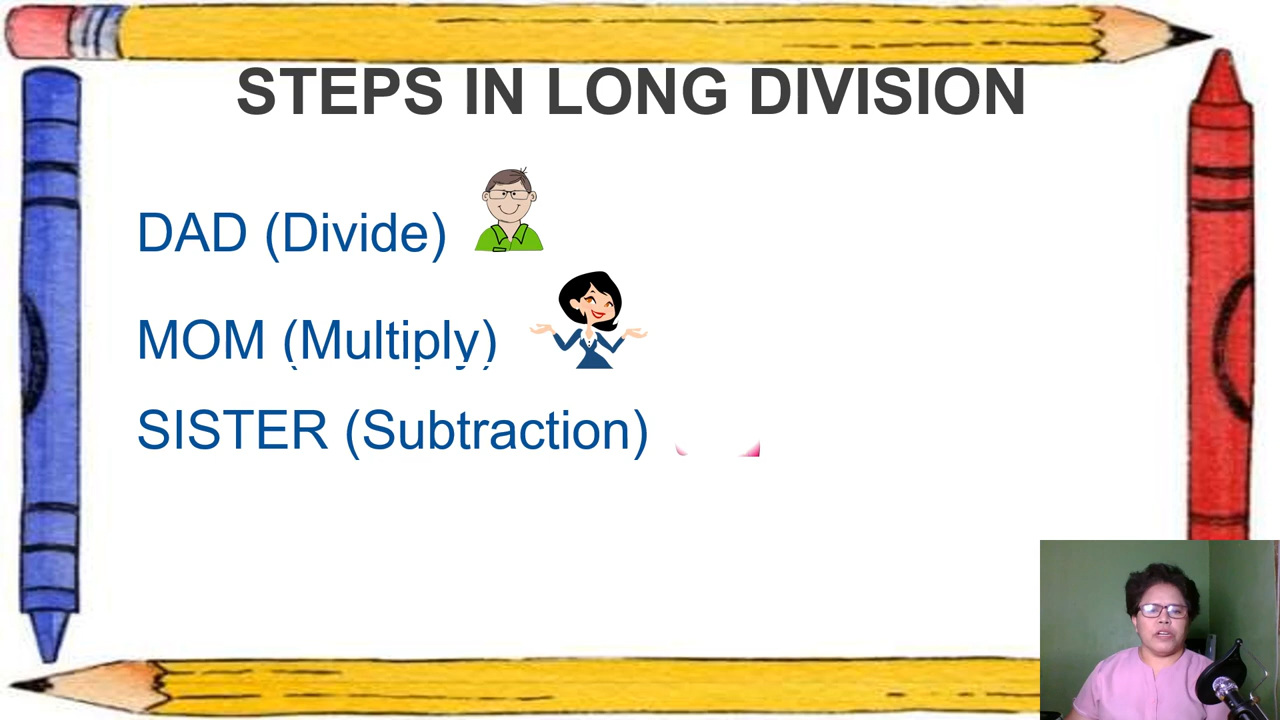 STEPS IN LONG DIVISION
DAD (Divide)
MOM (Multiply)
SISTER (Subtraction)